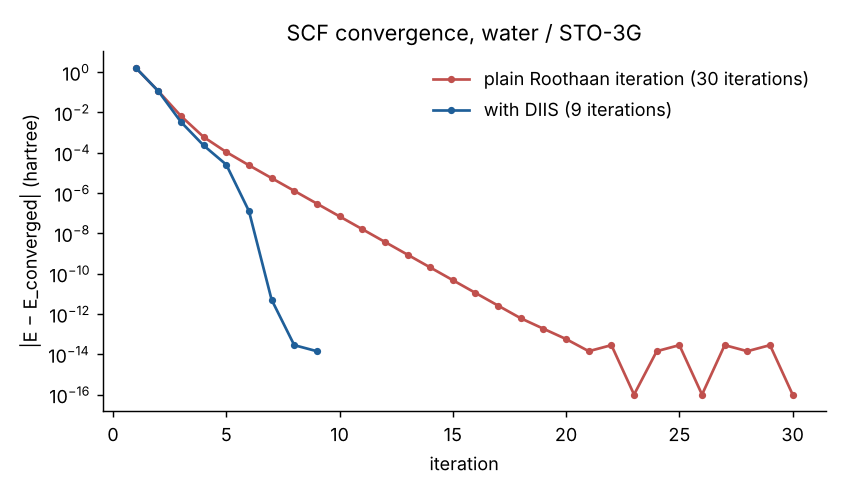 SCF convergence, water / STO-3G
plain Roothaan iteration (30 iterations)
with DIIS (9 iterations)
|E − E_converged| (hartree)
10⁰
10⁻²
10⁻⁴
10⁻⁶
10⁻⁸
10⁻¹⁰
10⁻¹²
10⁻¹⁴
10⁻¹⁶
0 5 10 15 20 25 30
iteration